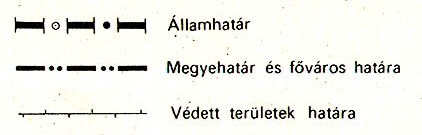 Államhatár
Megyehatár és főváros határa
Védett területek határa